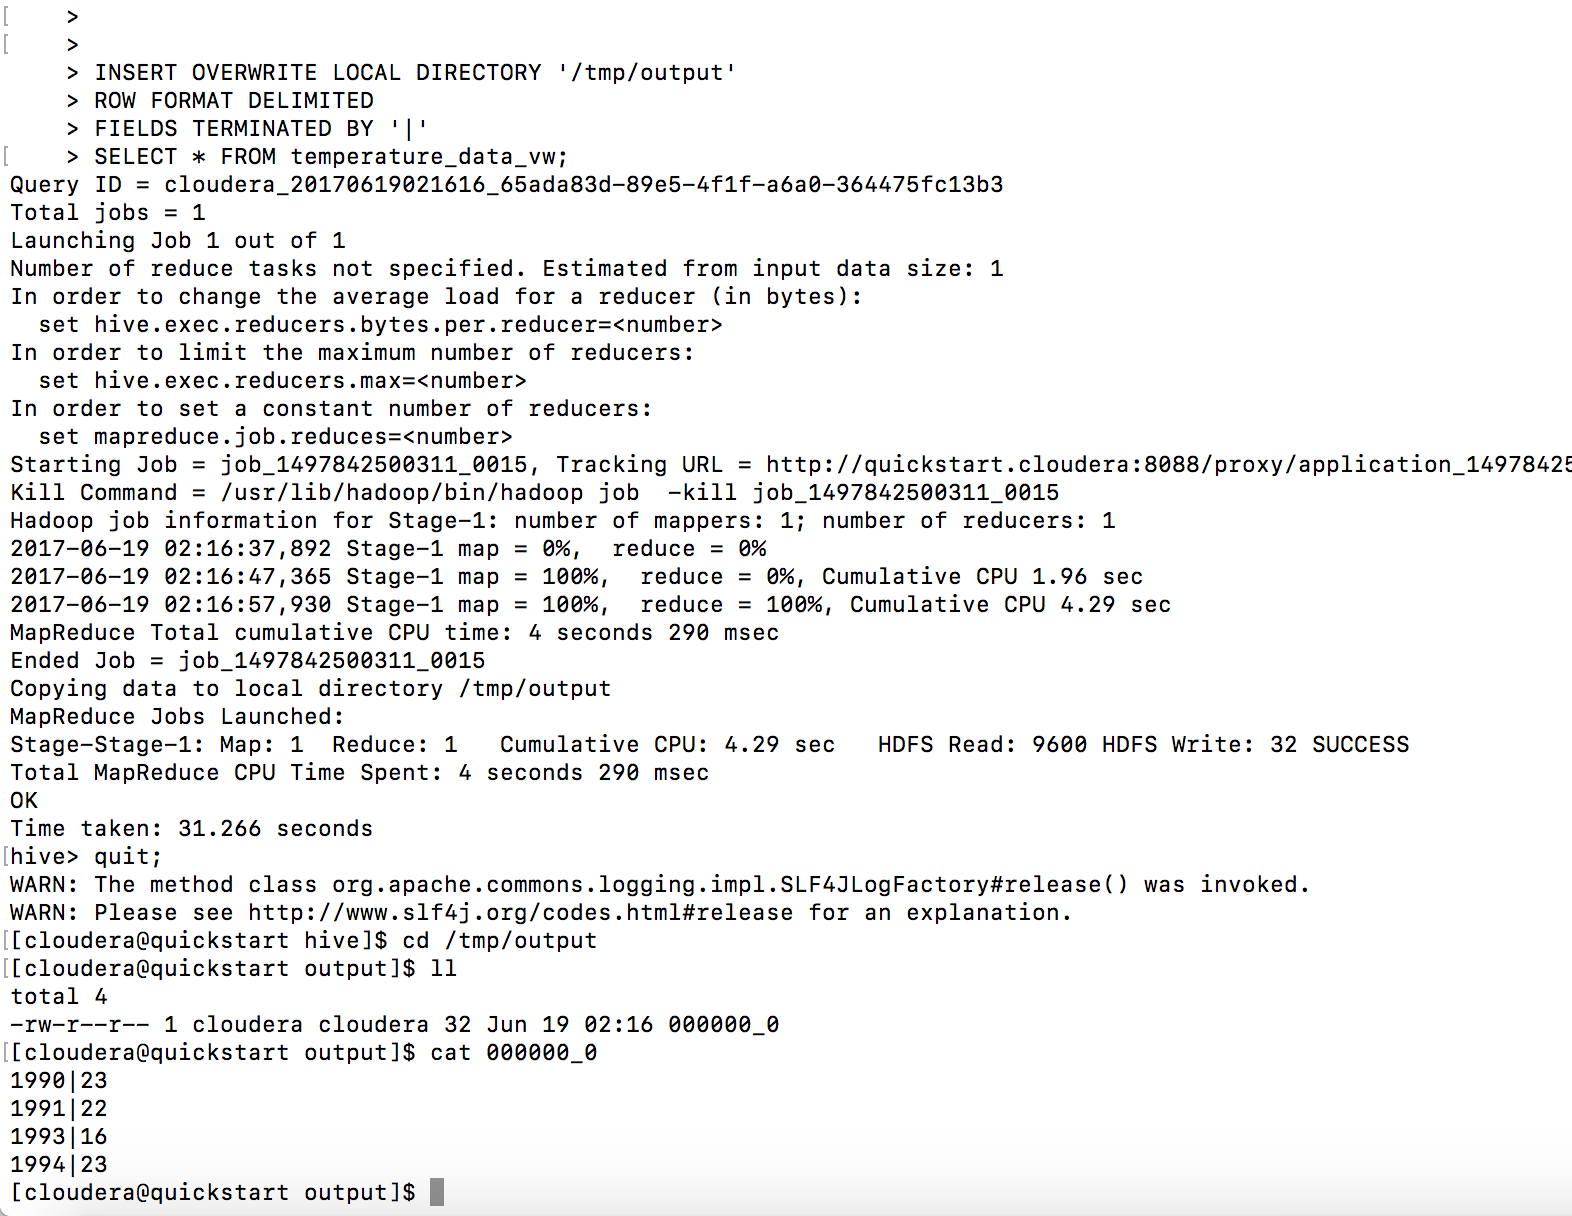 [    >
[    >
     > INSERT OVERWRITE LOCAL DIRECTORY '/tmp/output'
     > ROW FORMAT DELIMITED
     > FIELDS TERMINATED BY '|'
[    > SELECT * FROM temperature_data_vw;
Query ID = cloudera_20170619021616_65ada83d-89e5-4f1f-a6a0-364475fc13b3
Total jobs = 1
Launching Job 1 out of 1
Number of reduce tasks not specified. Estimated from input data size: 1
In order to change the average load for a reducer (in bytes):
  set hive.exec.reducers.bytes.per.reducer=<number>
In order to limit the maximum number of reducers:
  set hive.exec.reducers.max=<number>
In order to set a constant number of reducers:
  set mapreduce.job.reduces=<number>
Starting Job = job_1497842500311_0015, Tracking URL = http://quickstart.cloudera:8088/proxy/application_14978425
Kill Command = /usr/lib/hadoop/bin/hadoop job  -kill job_1497842500311_0015
Hadoop job information for Stage-1: number of mappers: 1; number of reducers: 1
2017-06-19 02:16:37,892 Stage-1 map = 0%,  reduce = 0%
2017-06-19 02:16:47,365 Stage-1 map = 100%,  reduce = 0%, Cumulative CPU 1.96 sec
2017-06-19 02:16:57,930 Stage-1 map = 100%,  reduce = 100%, Cumulative CPU 4.29 sec
MapReduce Total cumulative CPU time: 4 seconds 290 msec
Ended Job = job_1497842500311_0015
Copying data to local directory /tmp/output
MapReduce Jobs Launched:
Stage-Stage-1: Map: 1  Reduce: 1   Cumulative CPU: 4.29 sec   HDFS Read: 9600 HDFS Write: 32 SUCCESS
Total MapReduce CPU Time Spent: 4 seconds 290 msec
OK
Time taken: 31.266 seconds
[hive> quit;
WARN: The method class org.apache.commons.logging.impl.SLF4JLogFactory#release() was invoked.
WARN: Please see http://www.slf4j.org/codes.html#release for an explanation.
[[cloudera@quickstart hive]$ cd /tmp/output
[[cloudera@quickstart output]$ ll
total 4
-rw-r--r-- 1 cloudera cloudera 32 Jun 19 02:16 000000_0
[[cloudera@quickstart output]$ cat 000000_0
1990|23
1991|22
1993|16
1994|23
[cloudera@quickstart output]$